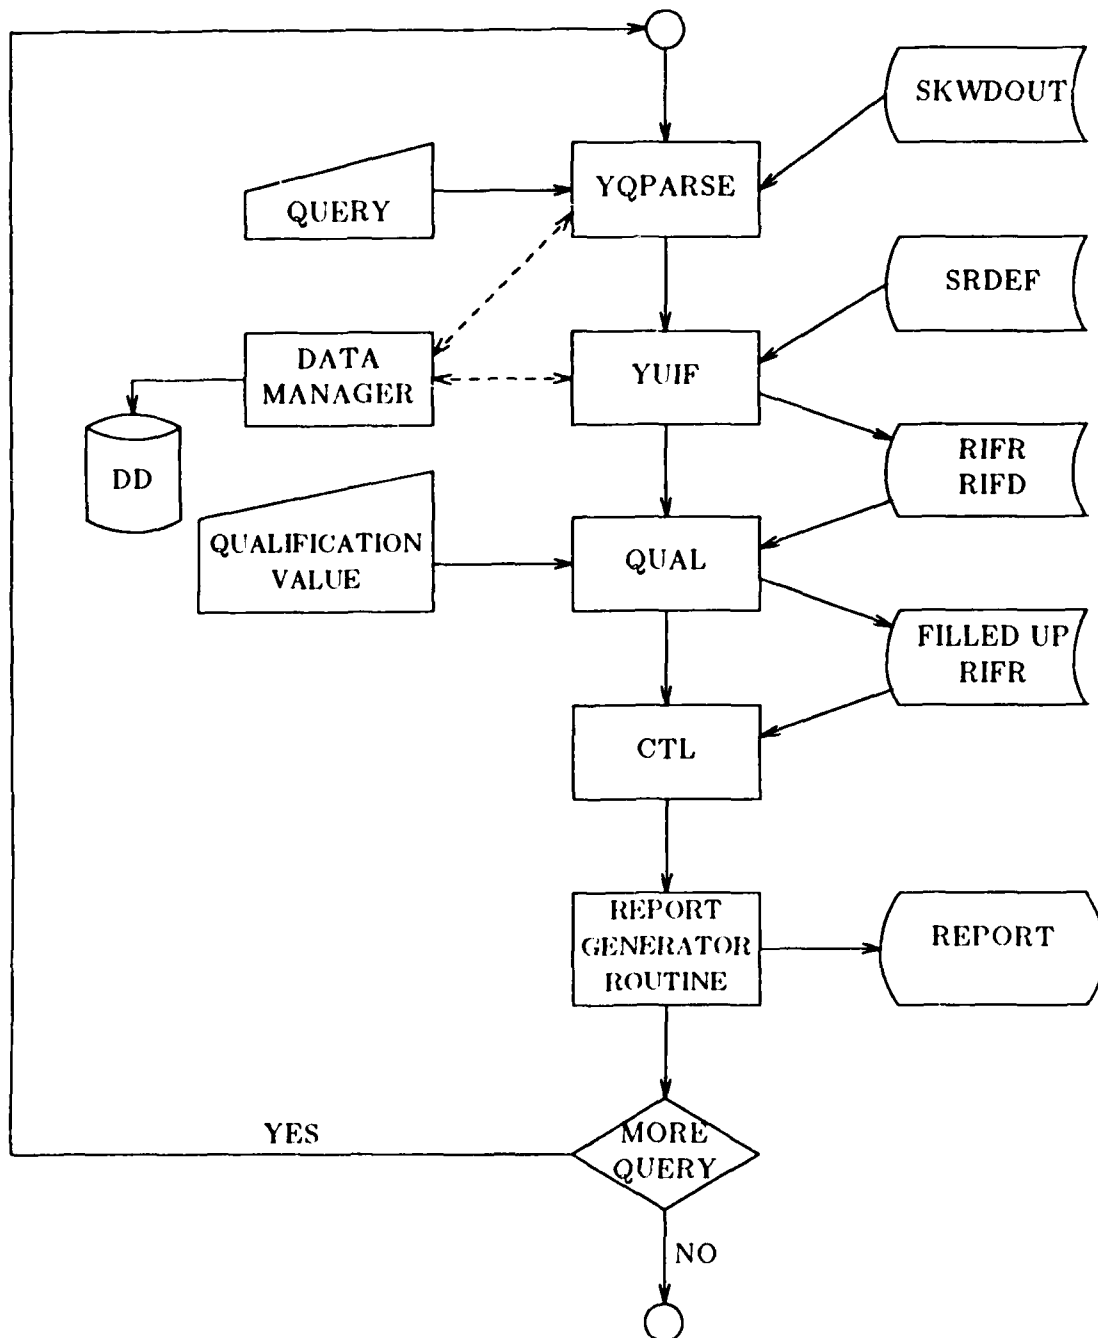 SKWDOUT
YQPARSE
QUERY
SRDEF
DATA
MANAGER
YUIF
DD
RIFR
RIFD
QUALIFICATION
VALUE
QUAL
FILLED UP
RIFR
CTL
REPORT
GENERATOR
ROUTINE
REPORT
YES
MORE
QUERY
NO